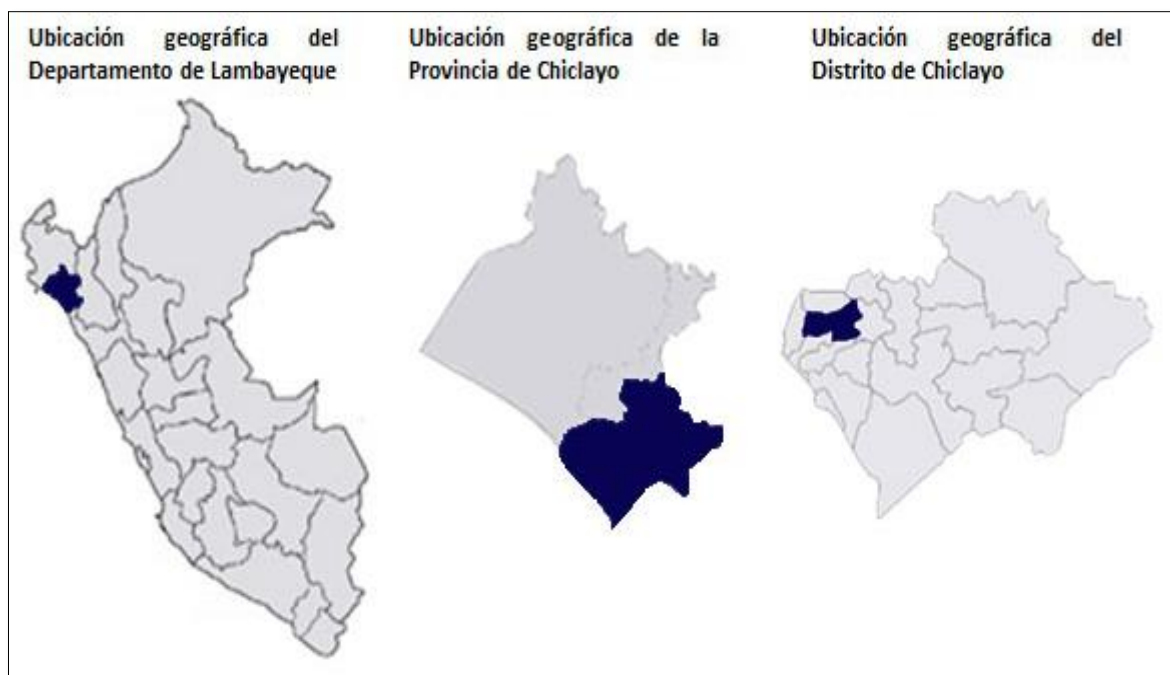 Ubicación geográfica del
Departamento de Lambayeque
Ubicación geográfica de la
Provincia de Chiclayo
Ubicación geográfica del
Distrito de Chiclayo